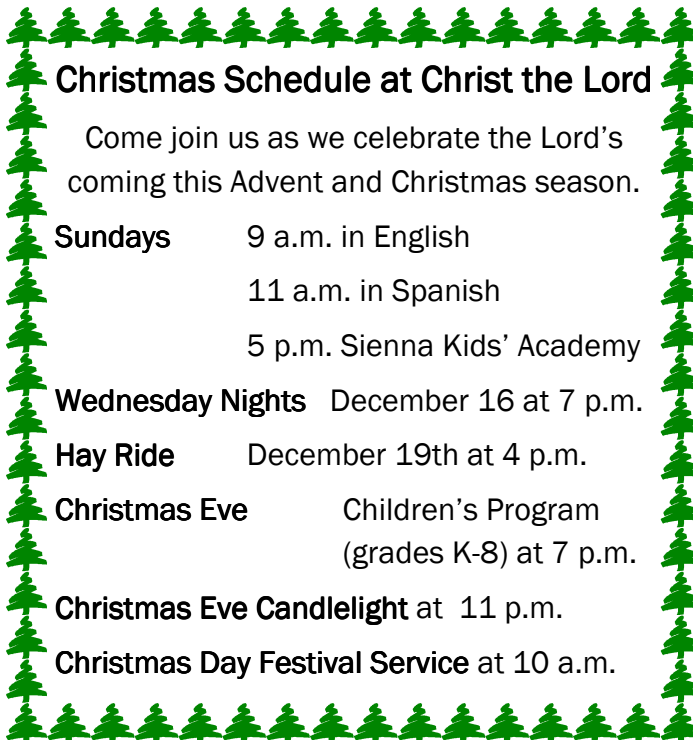 Christmas Schedule at Christ the Lord
Come join us as we celebrate the Lord's
coming this Advent and Christmas season.
Sundays 9 a.m. in English
11 a.m. in Spanish
5 p.m. Sienna Kids' Academy
Wednesday Nights December 16 at 7 p.m.
Hay Ride December 19th at 4 p.m.
Christmas Eve Children's Program
(grades K-8) at 7 p.m.
Christmas Eve Candlelight at 11 p.m.
Christmas Day Festival Service at 10 a.m.